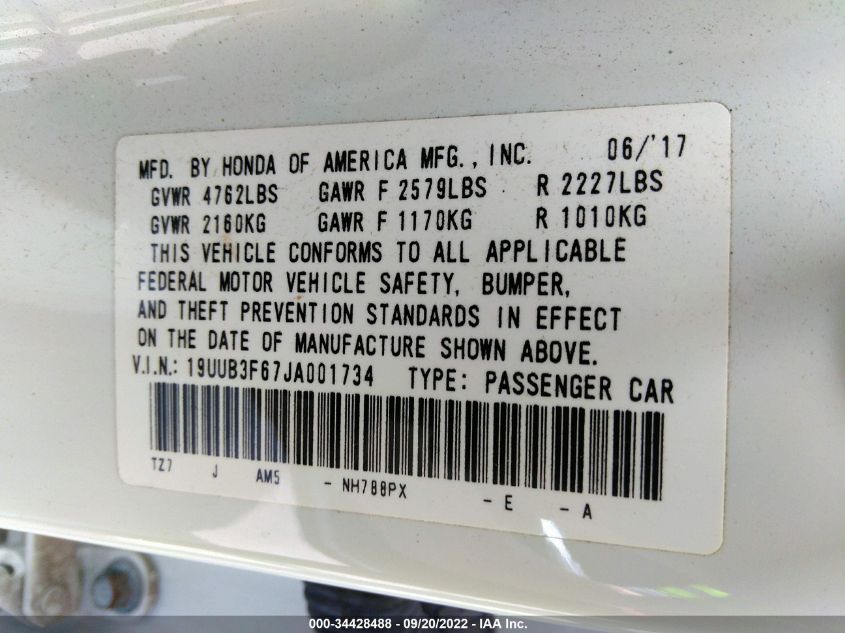 MFD. BY HONDA OF AMERICA MFG., INC. 06/'17
GVWR 4762LBS GAWR F 2579LBS R 2227LBS
GVWR 2160KG GAWR F 1170KG R 1010KG
THIS VEHICLE CONFORMS TO ALL APPLICABLE
FEDERAL MOTOR VEHICLE SAFETY, BUMPER,
AND THEFT PREVENTION STANDARDS IN EFFECT
ON THE DATE OF MANUFACTURE SHOWN ABOVE.
V.I.N.: 19UUB3F67JA001734 TYPE: PASSENGER CAR
TZ7 J AM5 - NH788PX - E - A
000-34428488 - 09/20/2022 - IAA Inc.